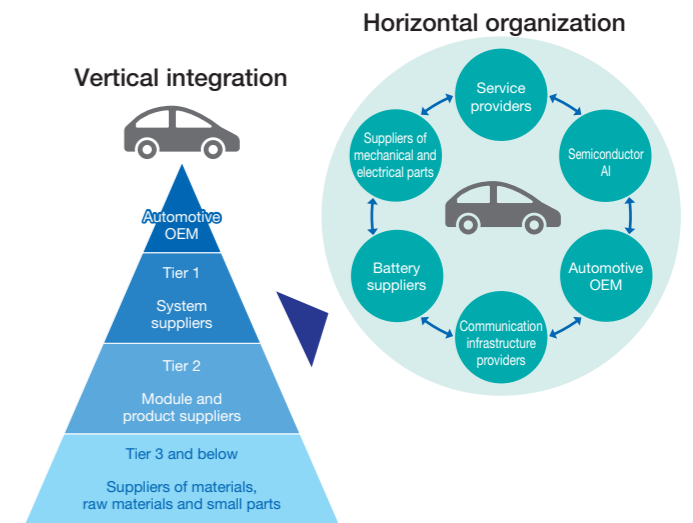 Horizontal organization
Vertical integration
Automotive
OEM
Tier 1
System
suppliers
Tier 2
Module and
product suppliers
Tier 3 and below
Suppliers of materials,
raw materials and small parts
Service
providers
Semiconductor
AI
Automotive
OEM
Communication
infrastructure
providers
Battery
suppliers
Suppliers of
mechanical and
electrical parts